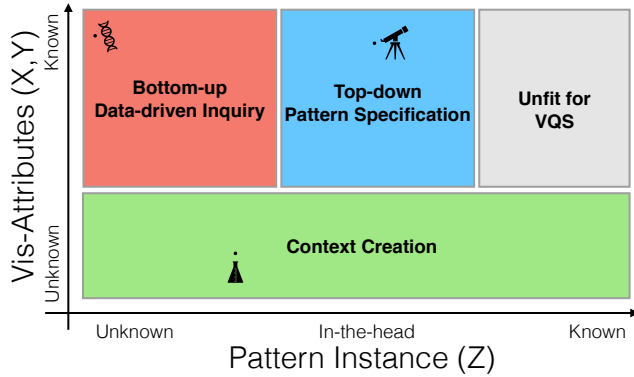 Vis-Attributes (X,Y)
Known
Unknown
Bottom-up
Data-driven Inquiry
Top-down
Pattern Specification
Unfit for
VQS
Context Creation
Unknown
In-the-head
Known
Pattern Instance (Z)